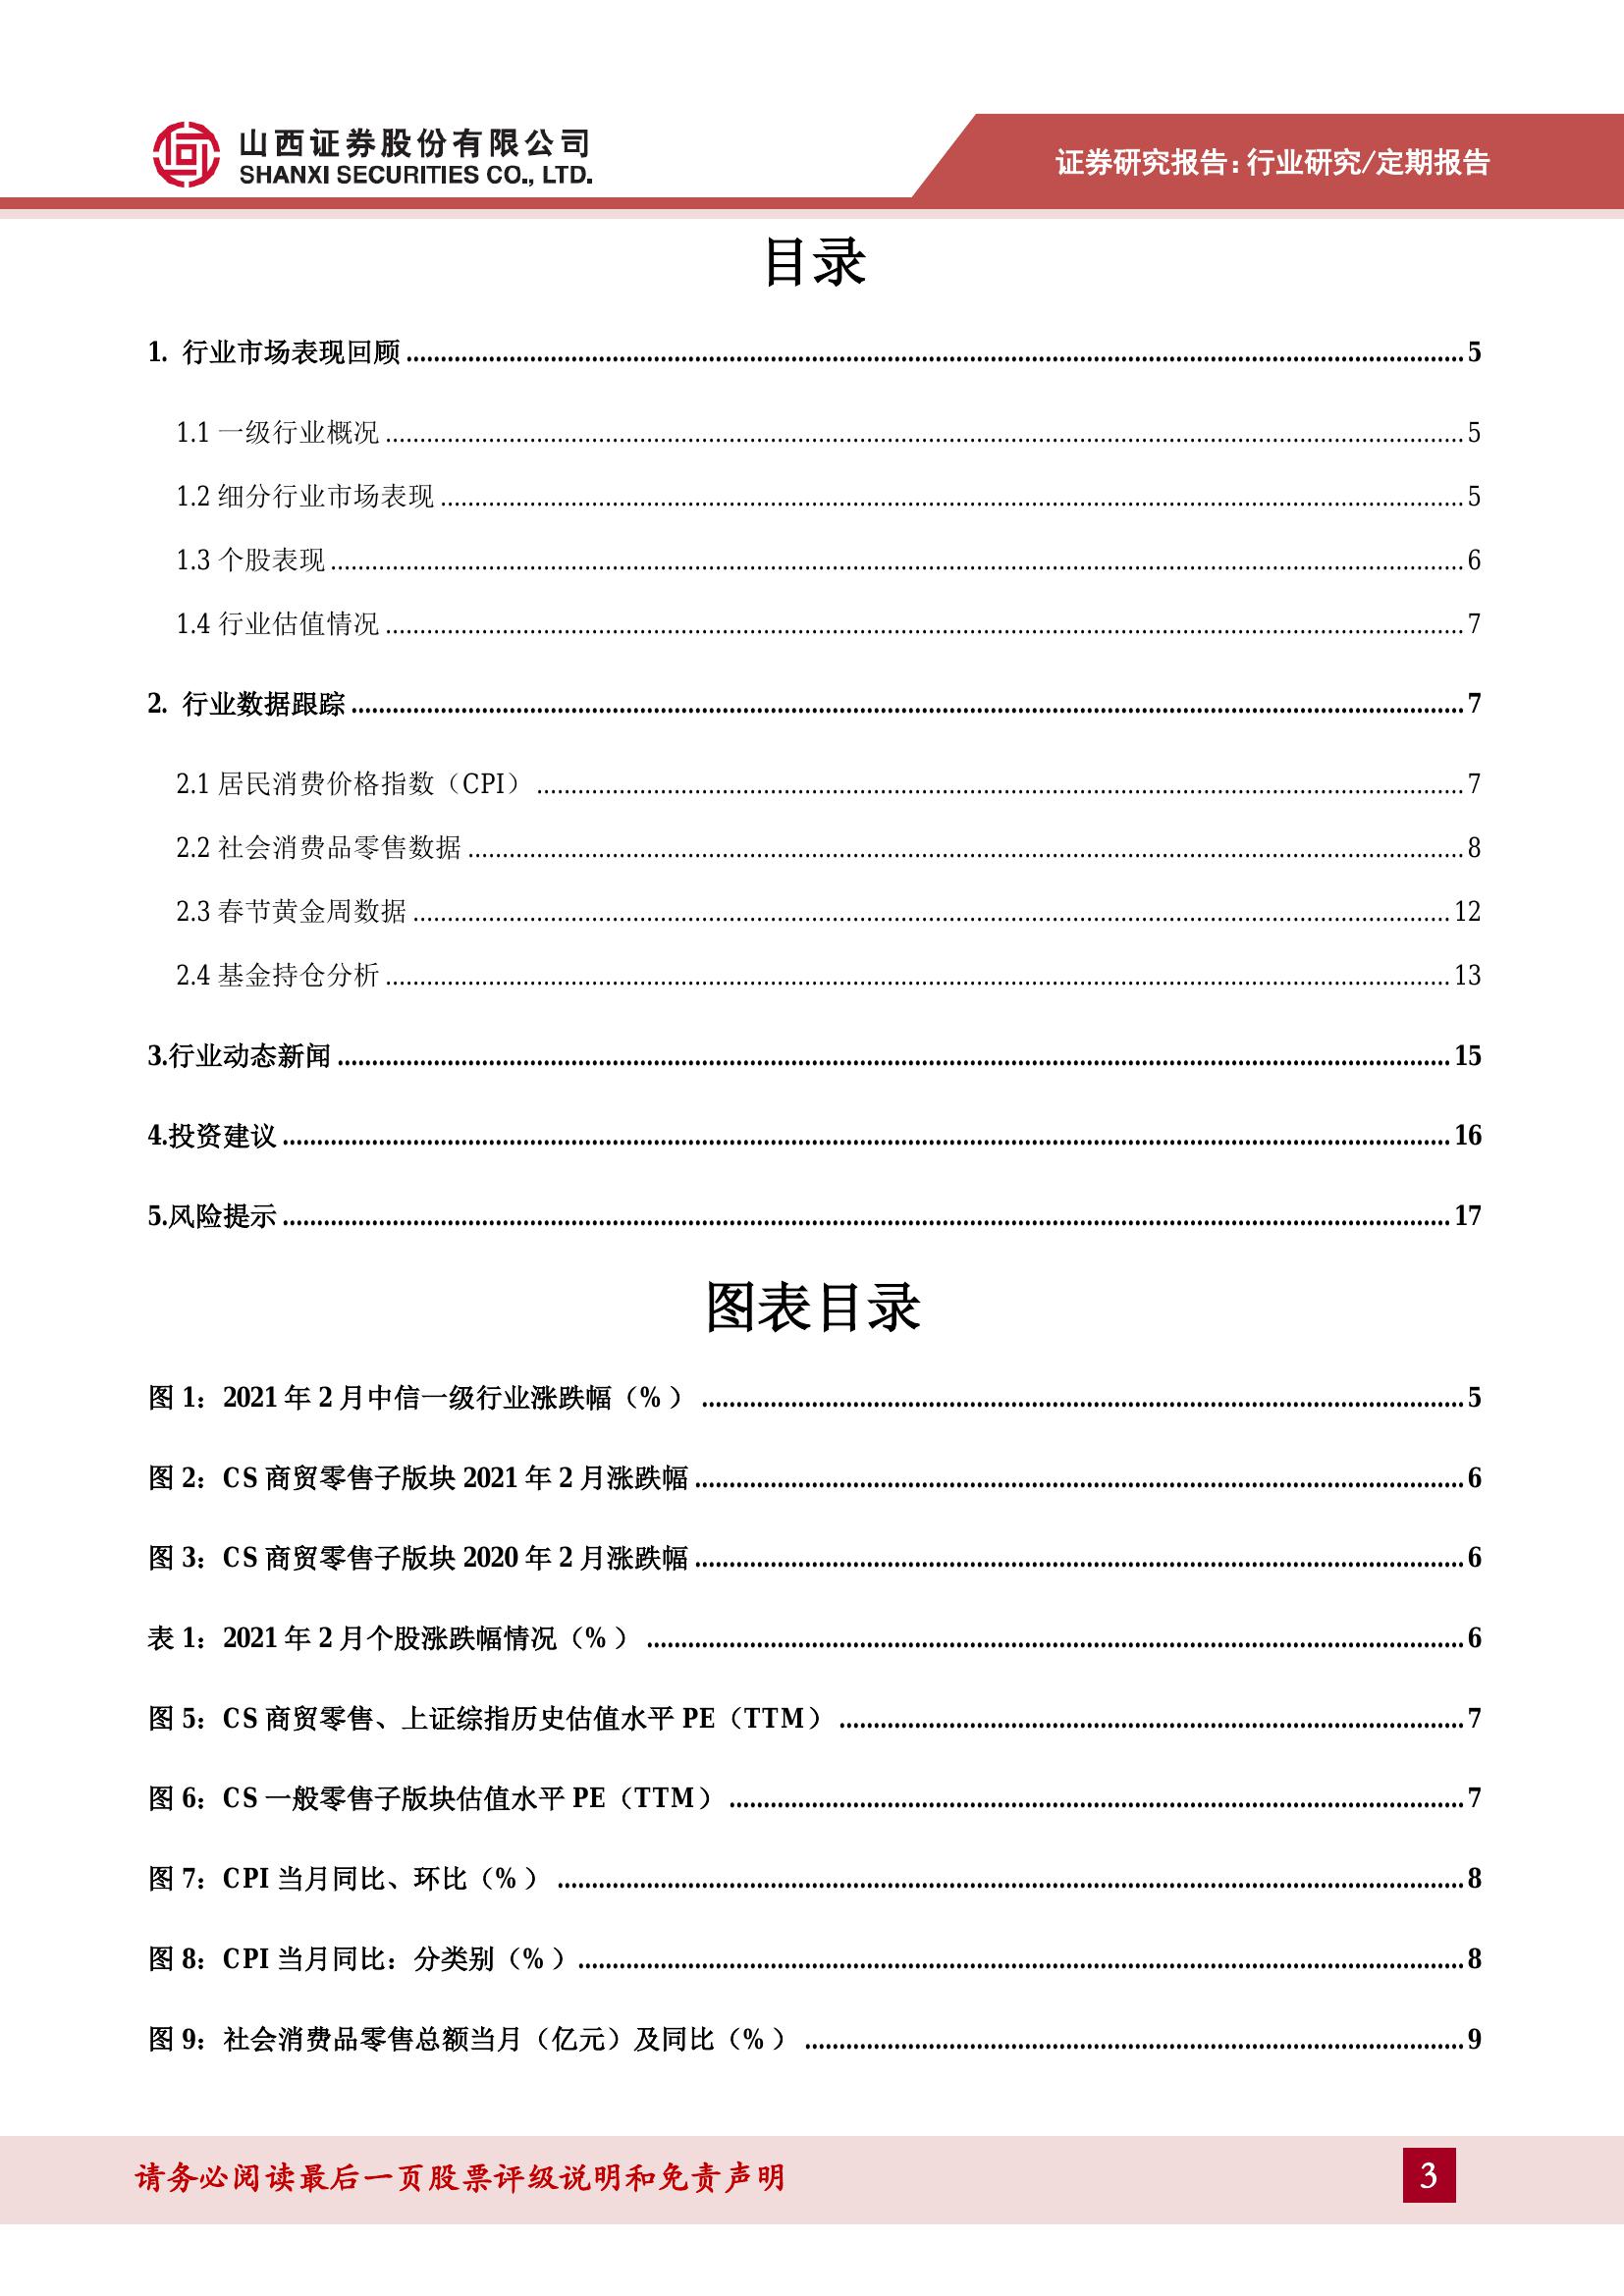 山西证券股份有限公司
SHANXI SECURITIES CO., LTD.
证券研究报告:行业研究/定期报告
目录
1. 行业市场表现回顾 5
1.1 一级行业概况 5
1.2 细分行业市场表现 5
1.3 个股表现 6
1.4 行业估值情况 7
2. 行业数据跟踪 7
2.1 居民消费价格指数（CPI） 7
2.2 社会消费品零售数据 8
2.3 春节黄金周数据 12
2.4 基金持仓分析 13
3.行业动态新闻 15
4.投资建议 16
5.风险提示 17
图表目录
图 1：2021 年 2 月中信一级行业涨跌幅（%） 5
图 2：CS 商贸零售子版块 2021 年 2 月涨跌幅 6
图 3：CS 商贸零售子版块 2020 年 2 月涨跌幅 6
表 1：2021 年 2 月个股涨跌幅情况（%） 6
图 5：CS 商贸零售、上证综指历史估值水平 PE（TTM） 7
图 6：CS 一般零售子版块估值水平 PE（TTM） 7
图 7：CPI 当月同比、环比（%） 8
图 8：CPI 当月同比：分类别（%） 8
图 9：社会消费品零售总额当月（亿元）及同比（%） 9
请务必阅读最后一页股票评级说明和免责声明
3